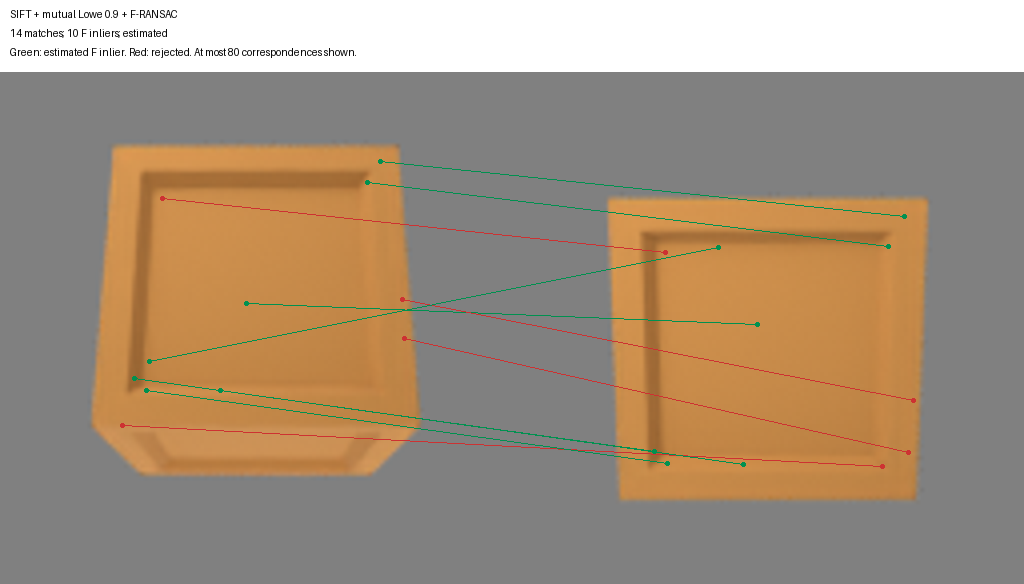 SIFT + mutual Lowe 0.9 + F-RANSAC
14 matches; 10 F inliers; estimated
Green: estimated F inlier. Red: rejected. At most 80 correspondences shown.